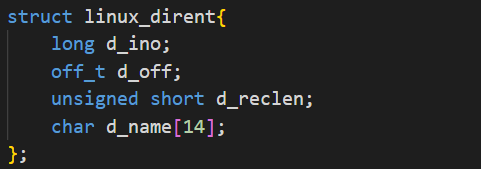 struct linux_dirent{
    long d_ino;
    off_t d_off;
    unsigned short d_reclen;
    char d_name[14];
};